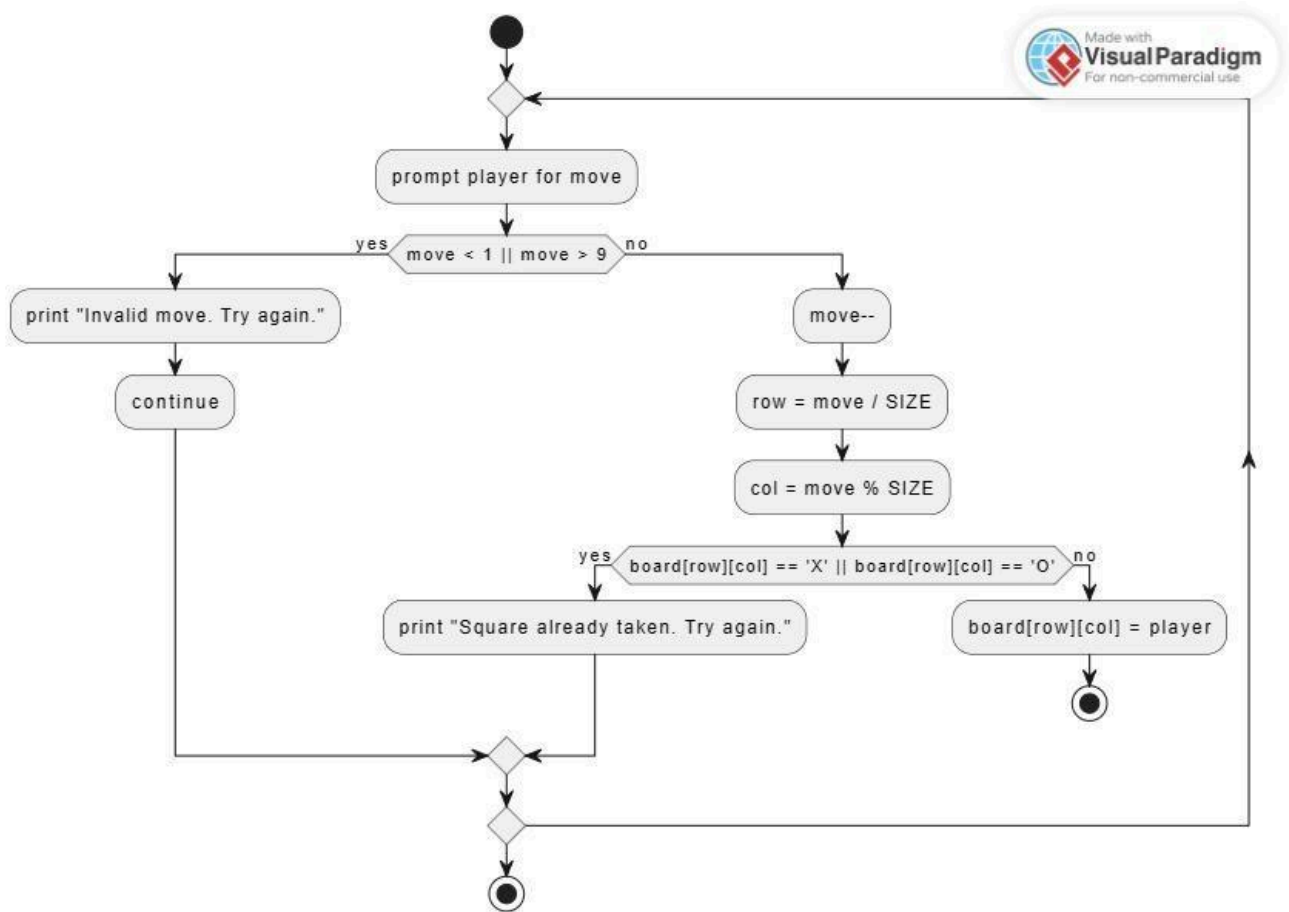 Made with
Visual Paradigm
For non-commercial use
prompt player for move
yes
move < 1 || move > 9
no
print "Invalid move. Try again."
move--
continue
row = move / SIZE
col = move % SIZE
yes
board[row][col] == 'X' || board[row][col] == 'O'
no
print "Square already taken. Try again."
board[row][col] = player